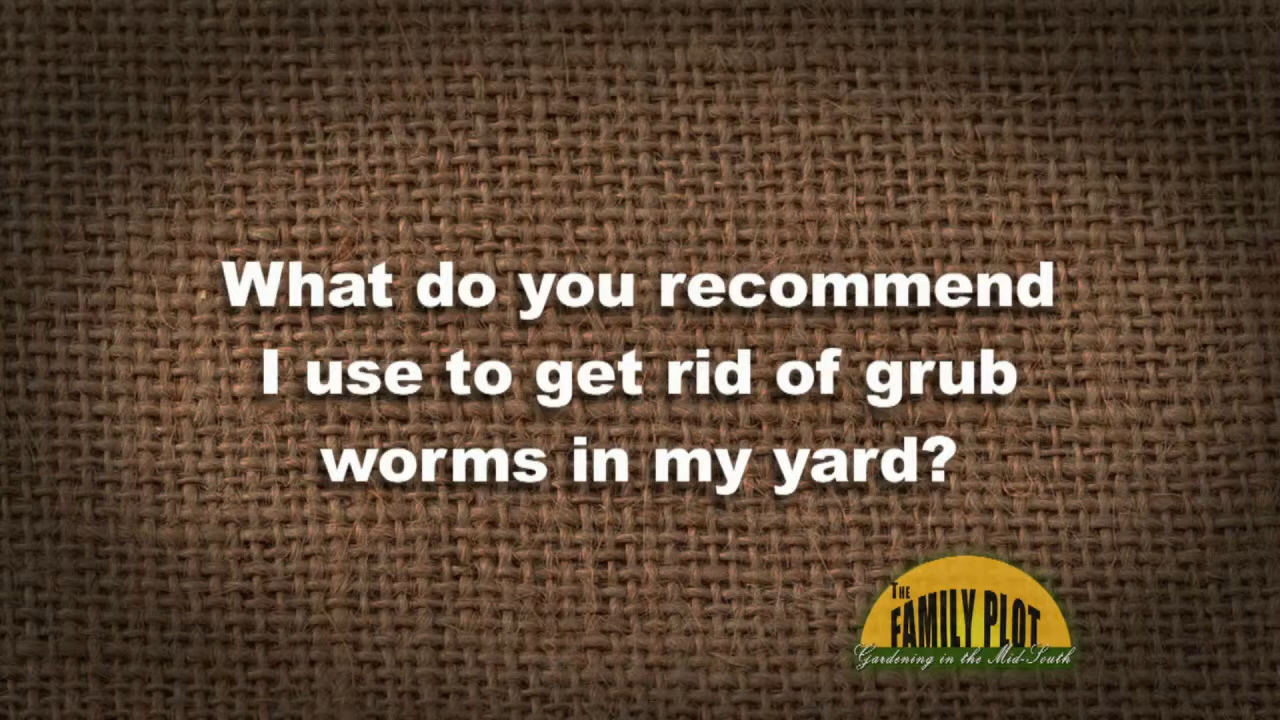 What do you recommend
I use to get rid of grub
worms in my yard?
THE
FAMILY PLOT
Gardening in the Mid-South